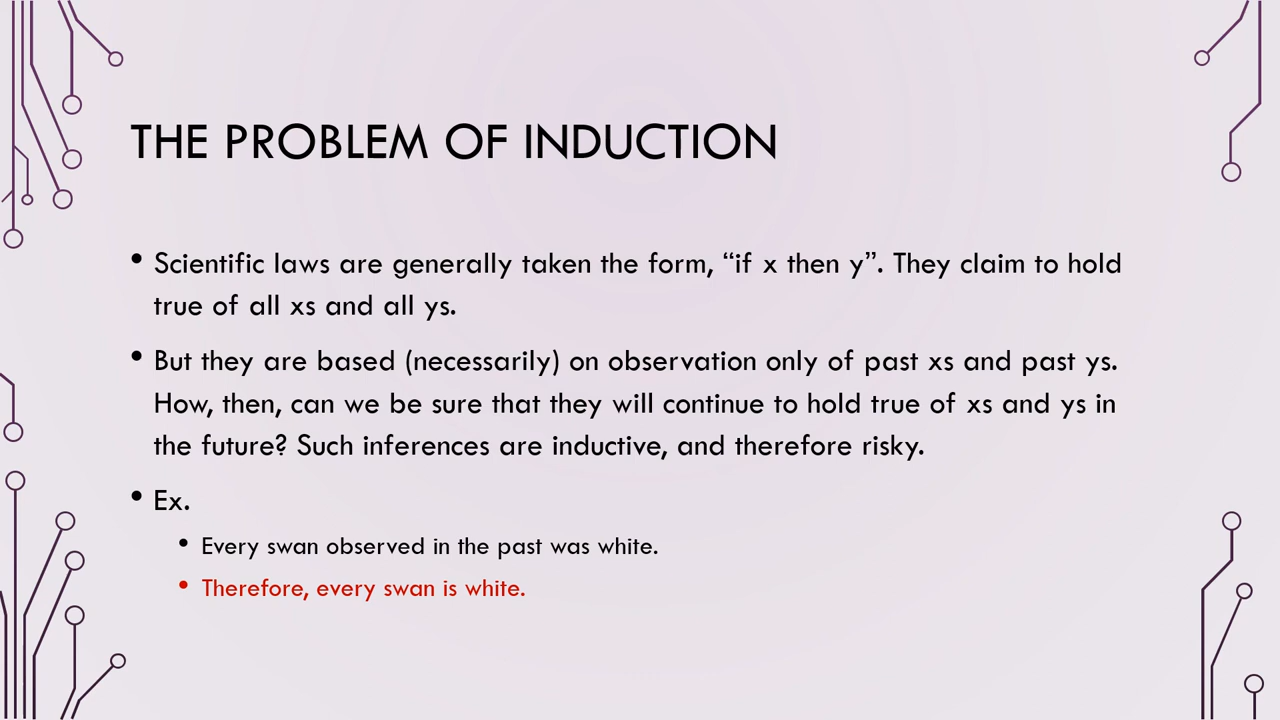 THE PROBLEM OF INDUCTION
• Scientific laws are generally taken the form, “if x then y”. They claim to hold
true of all xs and all ys.
• But they are based (necessarily) on observation only of past xs and past ys.
How, then, can we be sure that they will continue to hold true of xs and ys in
the future? Such inferences are inductive, and therefore risky.
• Ex.
• Every swan observed in the past was white.
• Therefore, every swan is white.